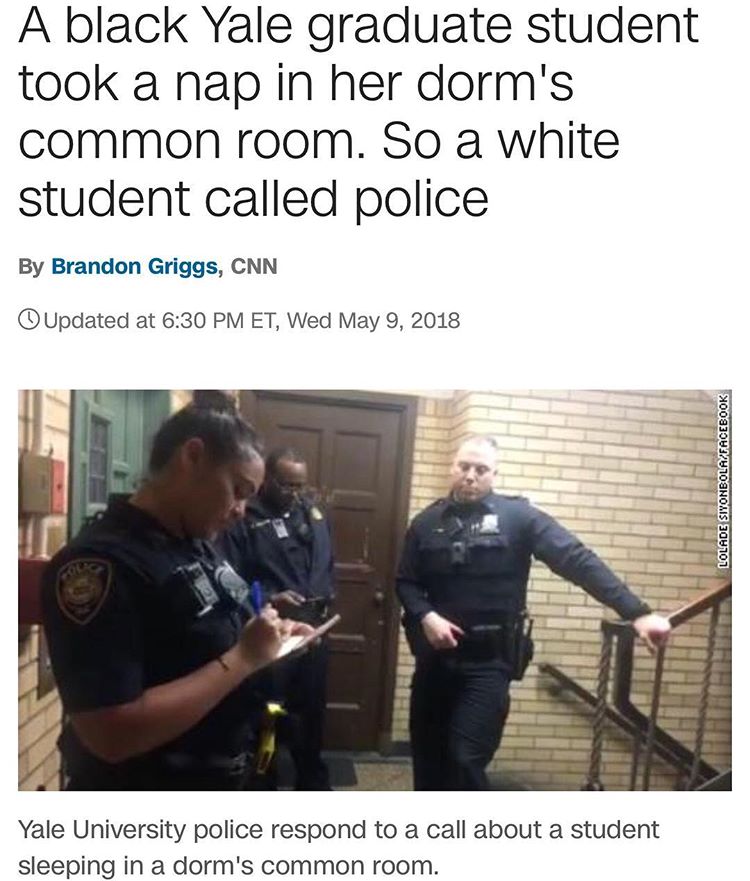 A black Yale graduate student
took a nap in her dorm's
common room. So a white
student called police
By Brandon Griggs, CNN
Updated at 6:30 PM ET, Wed May 9, 2018
LOLADE SIYONBOLA/FACEBOOK
POLICE
Yale University police respond to a call about a student
sleeping in a dorm's common room.